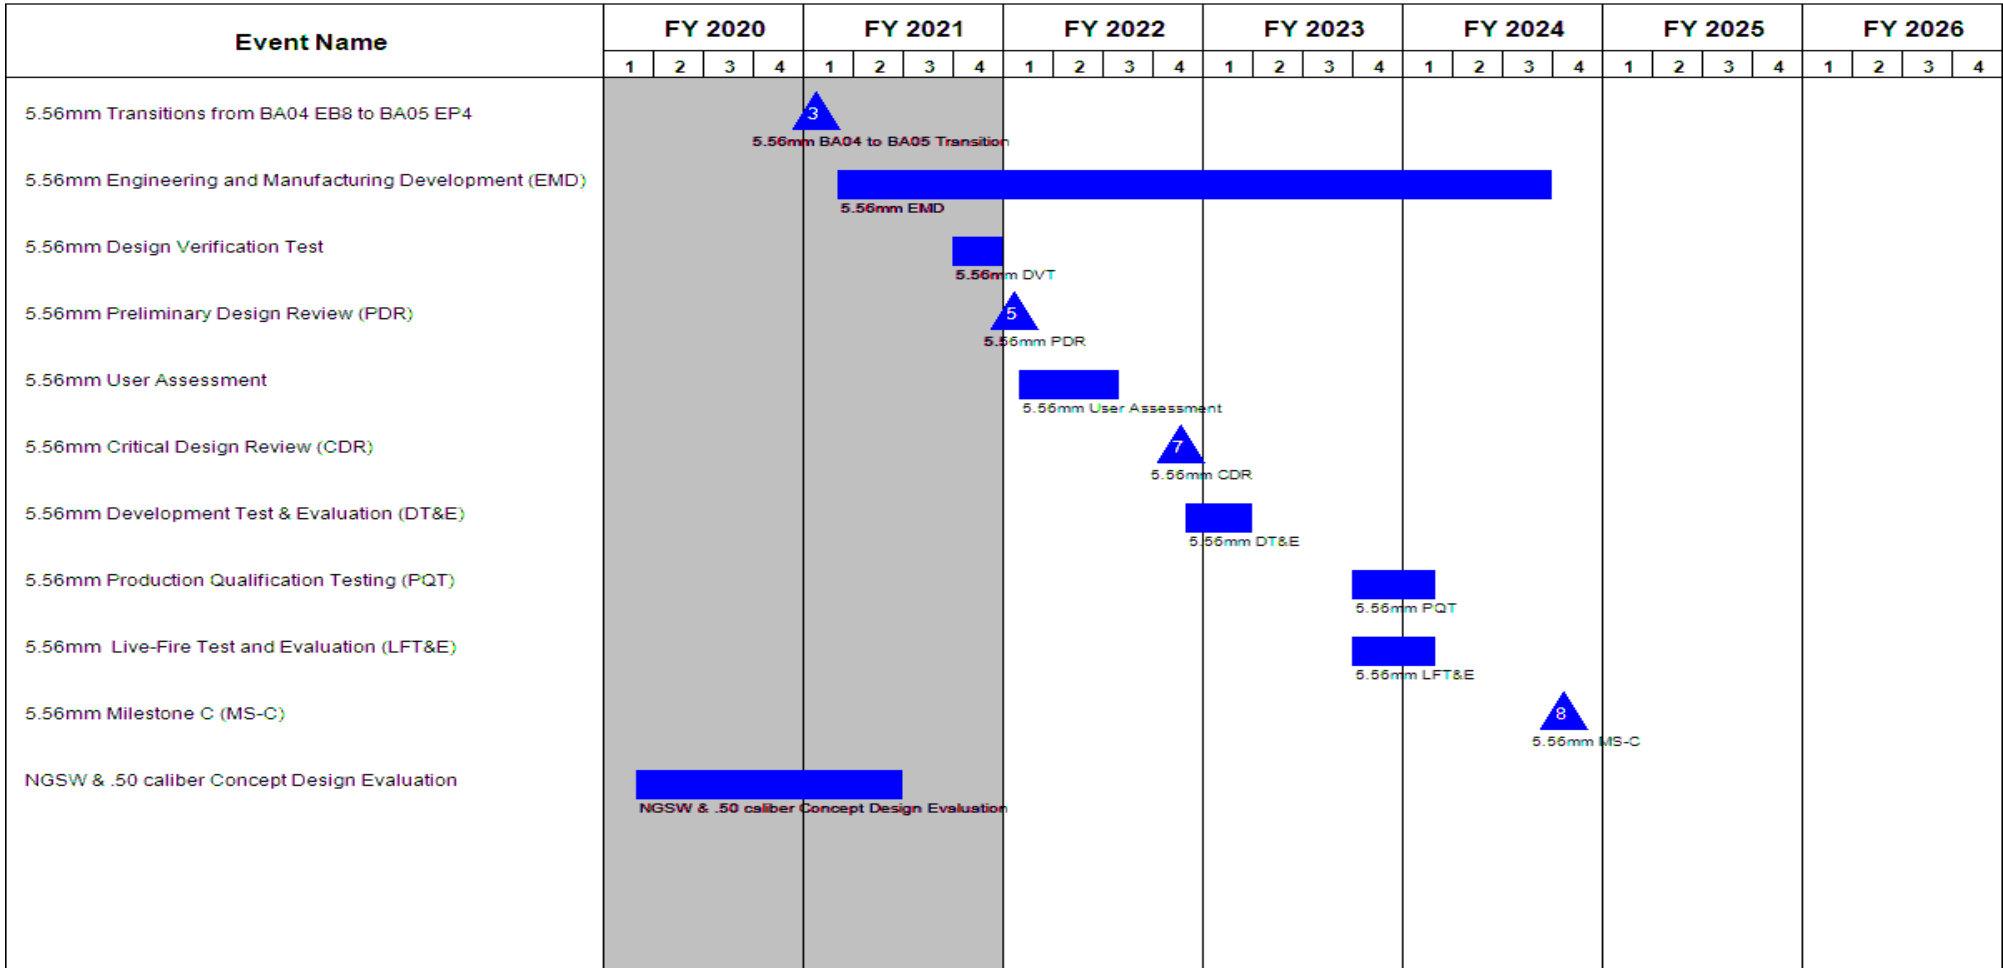 Event Name FY 2020 FY 2021 FY 2022 FY 2023 FY 2024 FY 2025 FY 2026
1 2 3 4 1 2 3 4 1 2 3 4 1 2 3 4 1 2 3 4 1 2 3 4 1 2 3 4
5.56mm Transitions from BA04 EB8 to BA05 EP4 3
5.56mm BA04 to BA05 Transition
5.56mm Engineering and Manufacturing Development (EMD)
5.56mm EMD
5.56mm Design Verification Test
5.56mm DVT
5.56mm Preliminary Design Review (PDR) 5
5.56mm PDR
5.56mm User Assessment
5.56mm User Assessment
5.56mm Critical Design Review (CDR) 7
5.56mm CDR
5.56mm Development Test & Evaluation (DT&E)
5.56mm DT&E
5.56mm Production Qualification Testing (PQT)
5.56mm PQT
5.56mm Live-Fire Test and Evaluation (LFT&E)
5.56mm LFT&E
5.56mm Milestone C (MS-C) 8
5.56mm MS-C
NGSW & .50 caliber Concept Design Evaluation
NGSW & .50 caliber Concept Design Evaluation